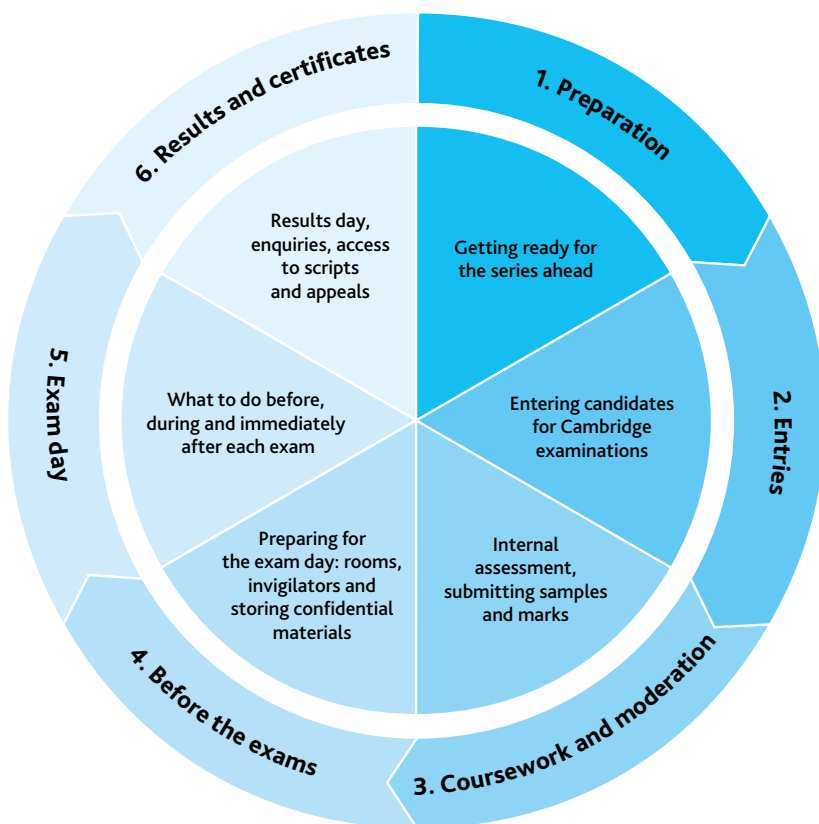 1. Preparation
Getting ready for
the series ahead
2. Entries
Entering candidates
for Cambridge
examinations
3. Coursework and moderation
Internal
assessment,
submitting samples
and marks
4. Before the exams
Preparing for
the exam day: rooms,
invigilators and
storing confidential
materials
5. Exam day
What to do before,
during and immediately
after each exam
6. Results and certificates
Results day,
enquiries, access
to scripts
and appeals